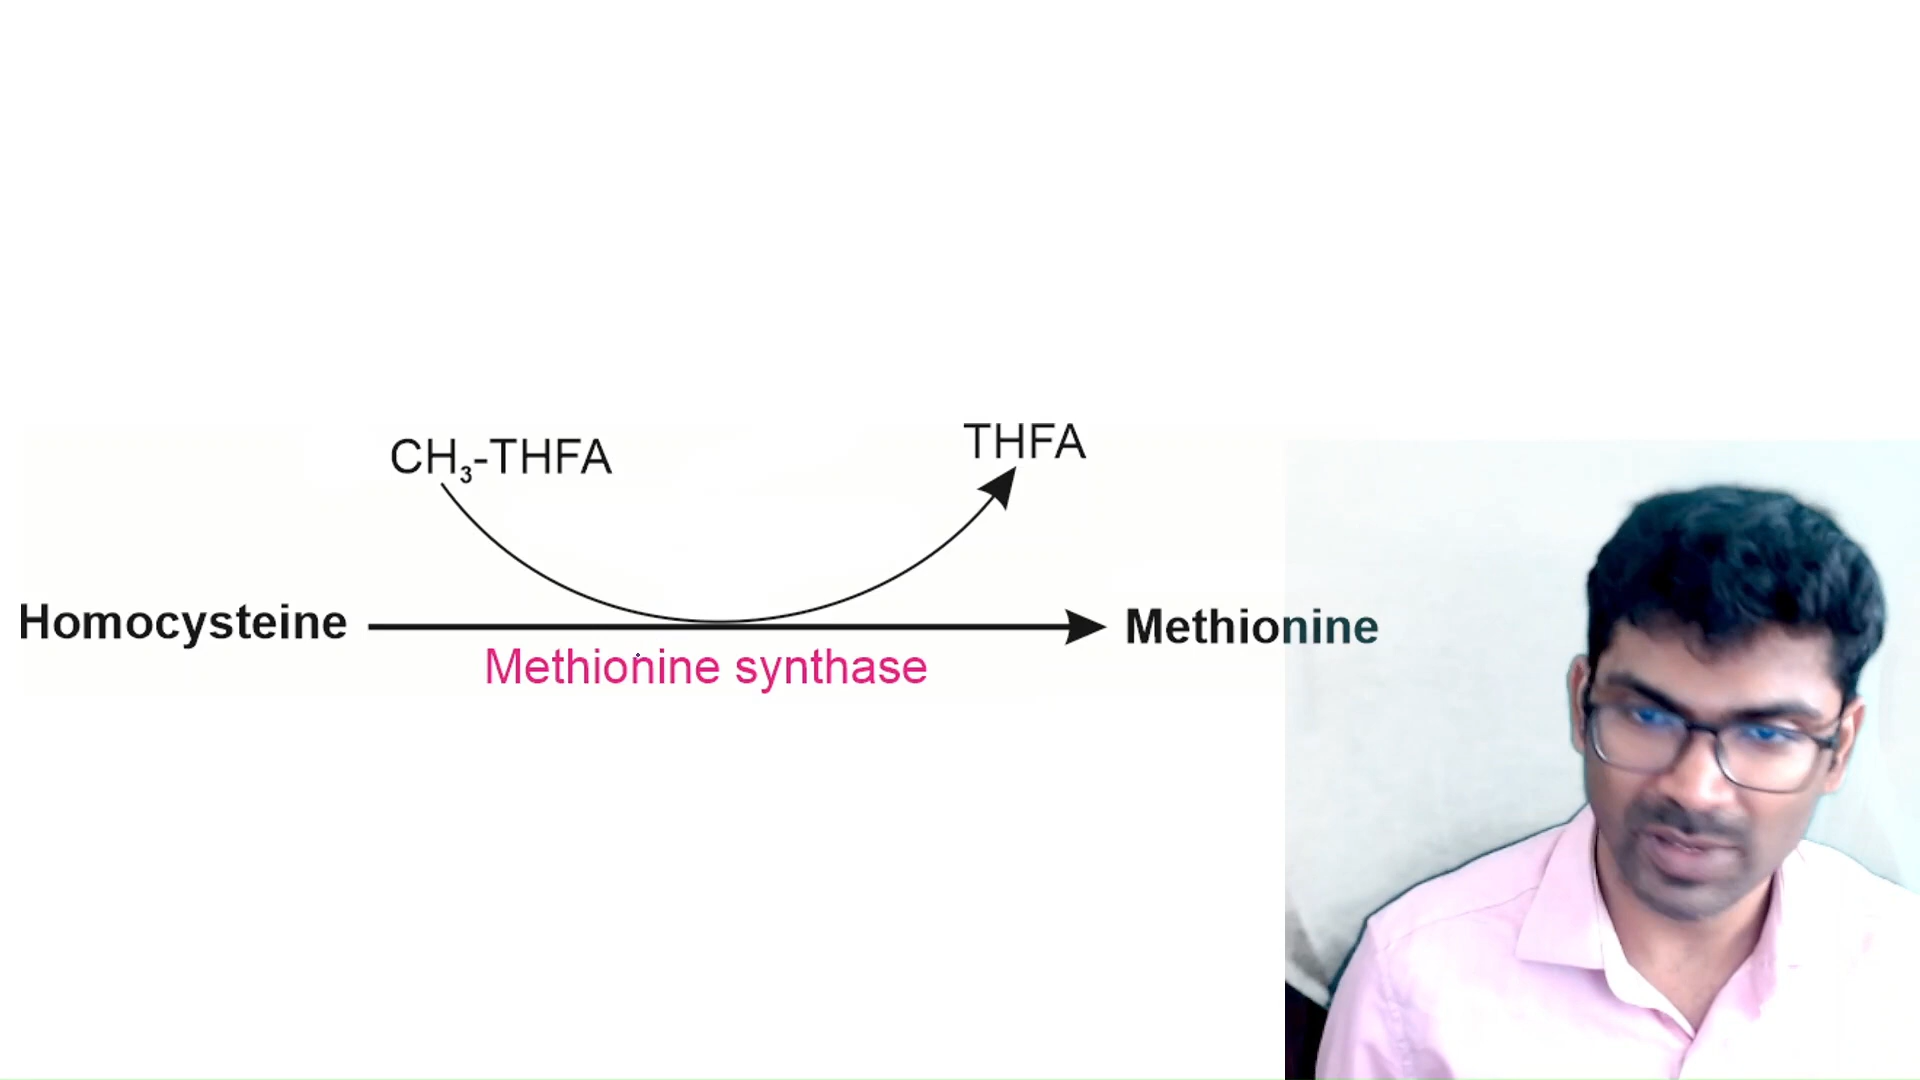 CH₃-THFA
THFA
Homocysteine
Methionine
Methionine synthase